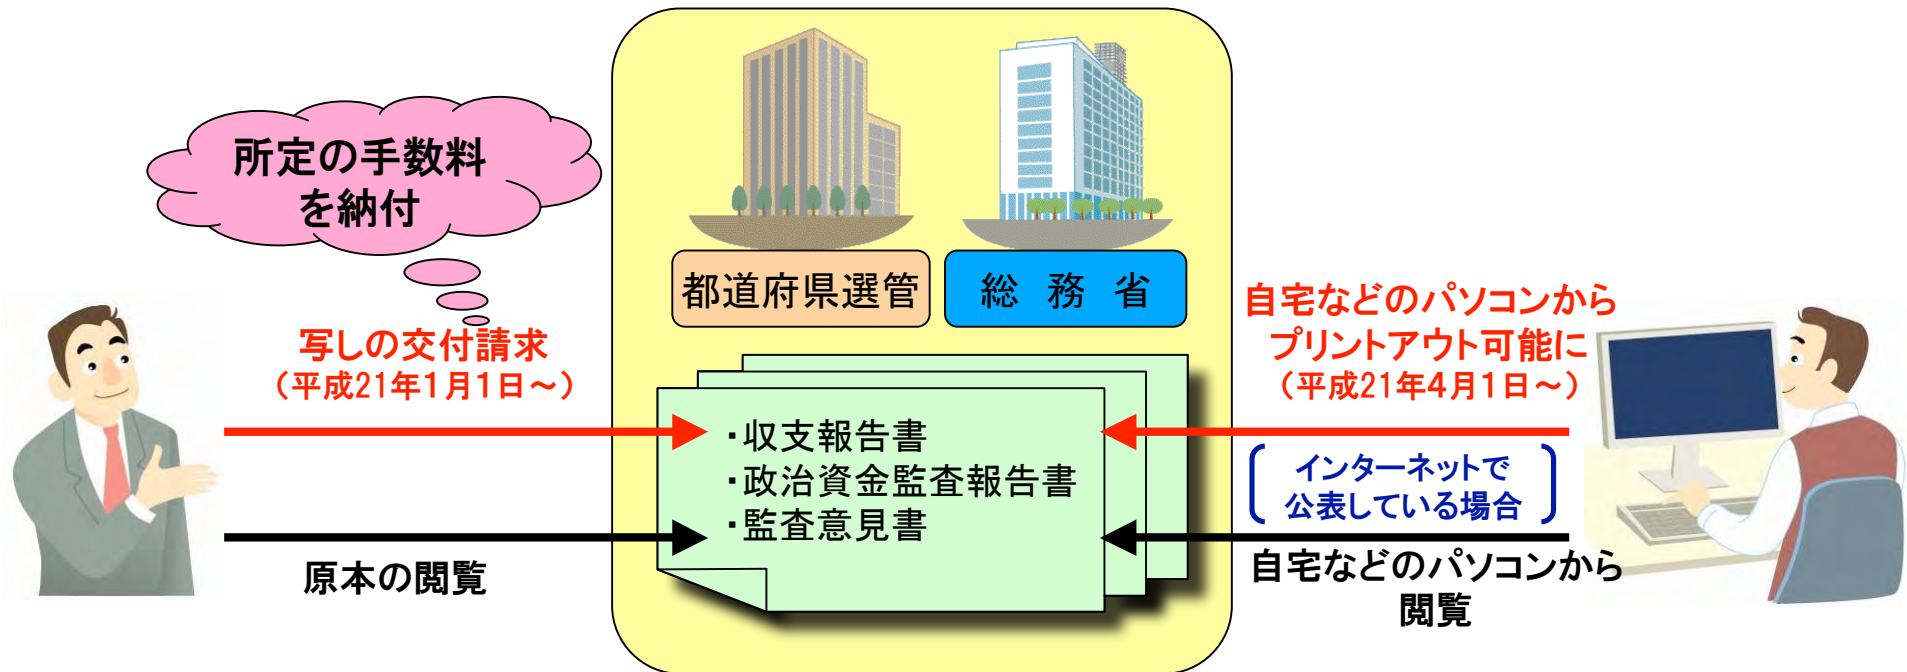 所定の手数料
を納付
都道府県選管
総務省
写しの交付請求
（平成21年1月1日～）
原本の閲覧
・収支報告書
・政治資金監査報告書
・監査意見書
自宅などのパソコンから
プリントアウト可能に
（平成21年4月1日～）
インターネットで
公表している場合
自宅などのパソコンから
閲覧